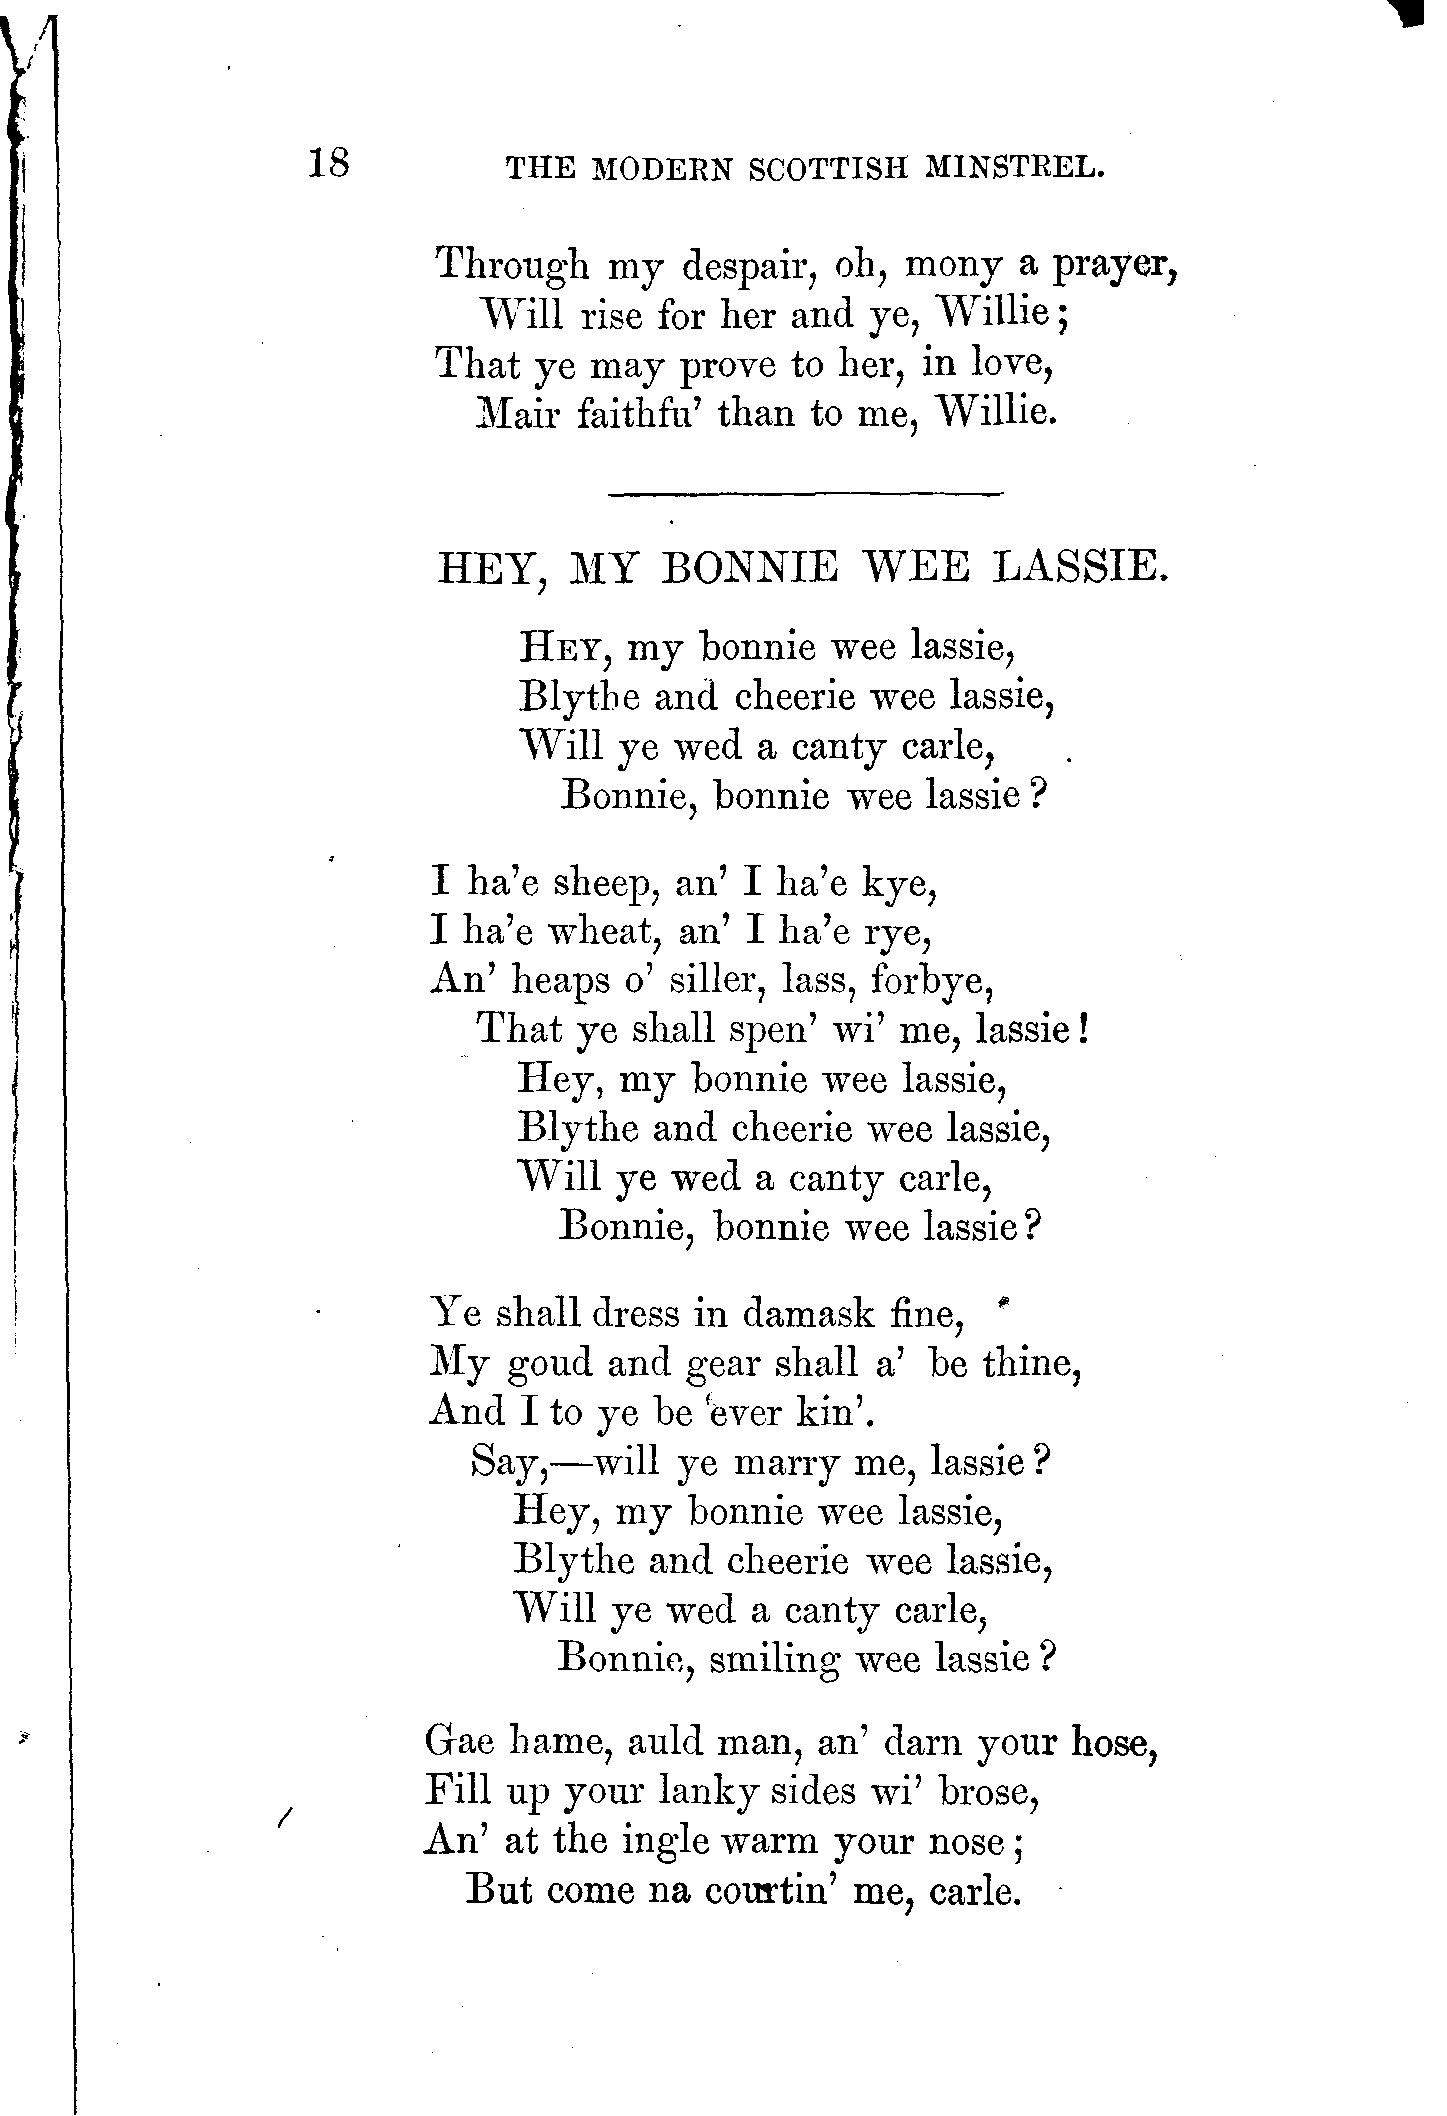 18 THE MODERN SCOTTISH MINSTREL.
Through my despair, oh, mony a prayer,
Will rise for her and ye, Willie;
That ye may prove to her, in love,
Mair faithfu' than to me, Willie.
HEY, MY BONNIE WEE LASSIE.
HEY, my bonnie wee lassie,
Blythe and cheerie wee lassie,
Will ye wed a canty carle,
Bonnie, bonnie wee lassie?
I ha'e sheep, an' I ha'e kye,
I ha'e wheat, an' I ha'e rye,
An' heaps o' siller, lass, forbye,
That ye shall spen' wi' me, lassie!
Hey, my bonnie wee lassie,
Blythe and cheerie wee lassie,
Will ye wed a canty carle,
Bonnie, bonnie wee lassie?
Ye shall dress in damask fine,
My goud and gear shall a' be thine,
And I to ye be ever kin'.
Say,—will ye marry me, lassie?
Hey, my bonnie wee lassie,
Blythe and cheerie wee lassie,
Will ye wed a canty carle,
Bonnie, smiling wee lassie?
Gae hame, auld man, an' darn your hose,
Fill up your lanky sides wi' brose,
An' at the ingle warm your nose;
But come na courtin' me, carle.